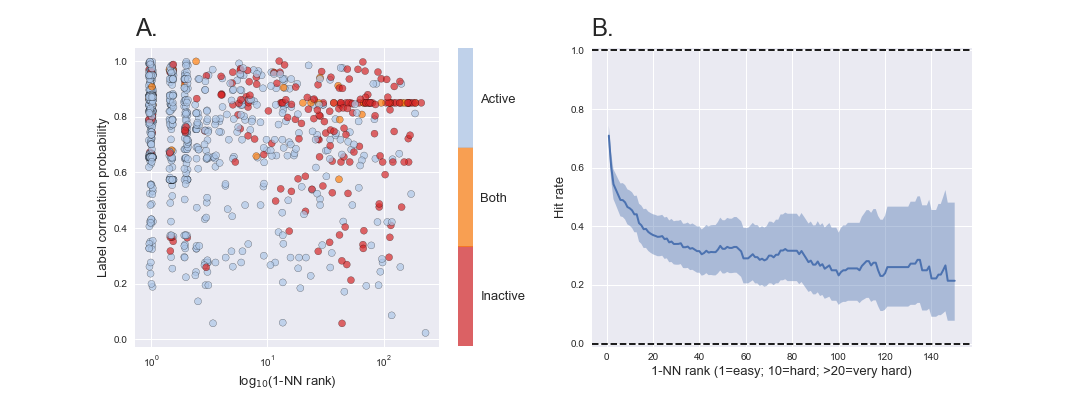 A.
1.0
0.8
0.6
0.4
0.2
0.0
Label correlation probability
10⁰
10¹
10²
log₁₀(1-NN rank)
Active
Both
Inactive
B.
1.0
0.8
0.6
0.4
0.2
0.0
Hit rate
0
20
40
60
80
100
120
140
1-NN rank (1=easy; 10=hard; >20=very hard)